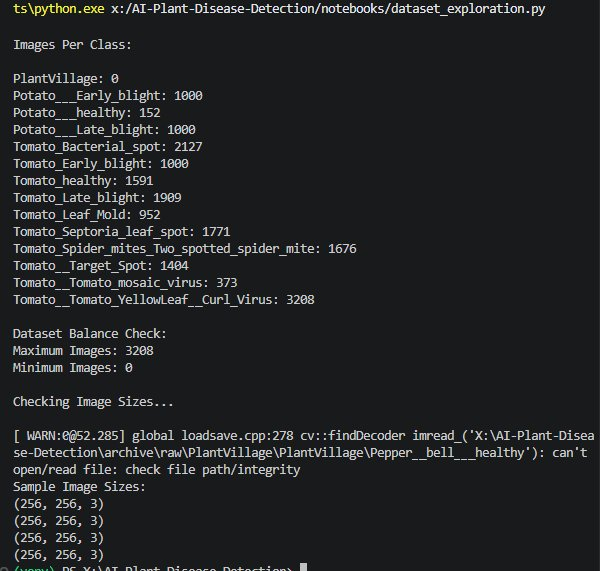 ts\python.exe x:/AI-Plant-Disease-Detection/notebooks/dataset_exploration.py
Images Per Class:
PlantVillage: 0
Potato___Early_blight: 1000
Potato___healthy: 152
Potato___Late_blight: 1000
Tomato_Bacterial_spot: 2127
Tomato_Early_blight: 1000
Tomato_healthy: 1591
Tomato_Late_blight: 1909
Tomato_Leaf_Mold: 952
Tomato_Septoria_leaf_spot: 1771
Tomato_Spider_mites_Two_spotted_spider_mite: 1676
Tomato__Target_Spot: 1404
Tomato__Tomato_mosaic_virus: 373
Tomato__Tomato_YellowLeaf__Curl_Virus: 3208
Dataset Balance Check:
Maximum Images: 3208
Minimum Images: 0
Checking Image Sizes...
[ WARN:0@52.285] global loadsave.cpp:278 cv::findDecoder imread_('X:\AI-Plant-Disea
se-Detection\archive\raw\PlantVillage\PlantVillage\Pepper__bell___healthy'): can't
open/read file: check file path/integrity
Sample Image Sizes:
(256, 256, 3)
(256, 256, 3)
(256, 256, 3)
(256, 256, 3)
(venv) PS X:\AI-Plant-Disease-Detection>